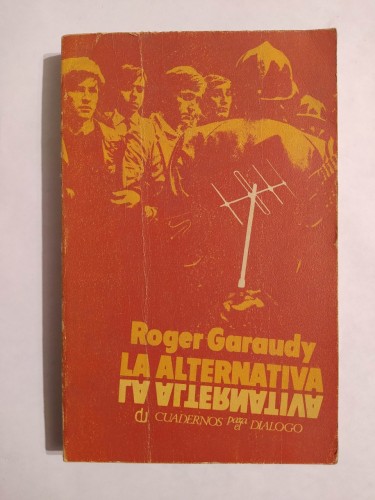 Roger Garaudy
LA ALTERNATIVA
LA ALTERNATIVA
CUADERNOS para el DIALOGO